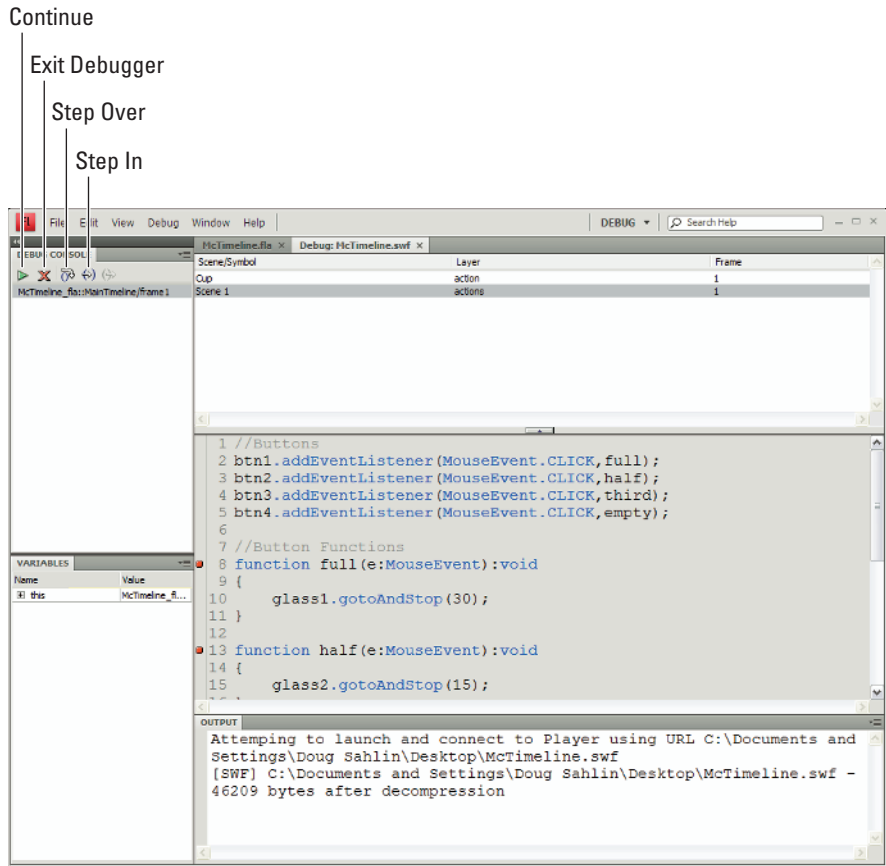 Continue
Exit Debugger
Step Over
Step In
FL File Edit View Debug Window Help DEBUG Search Help
DEBUG CONSOLE
McTimeline_fla::MainTimeline/frame1
McTimeline.fla × Debug: McTimeline.swf ×
Scene/Symbol Layer Frame
Cup action 1
Scene 1 actions 1
1 //Buttons
2 btn1.addEventListener(MouseEvent.CLICK,full);
3 btn2.addEventListener(MouseEvent.CLICK,half);
4 btn3.addEventListener(MouseEvent.CLICK,third);
5 btn4.addEventListener(MouseEvent.CLICK,empty);
6
7 //Button Functions
8 function full(e:MouseEvent):void
9 {
10 glass1.gotoAndStop(30);
11 }
12
13 function half(e:MouseEvent):void
14 {
15 glass2.gotoAndStop(15);
VARIABLES
Name Value
this McTimeline_fl...
OUTPUT
Attemping to launch and connect to Player using URL C:\Documents and
Settings\Doug Sahlin\Desktop\McTimeline.swf
[SWF] C:\Documents and Settings\Doug Sahlin\Desktop\McTimeline.swf -
46209 bytes after decompression